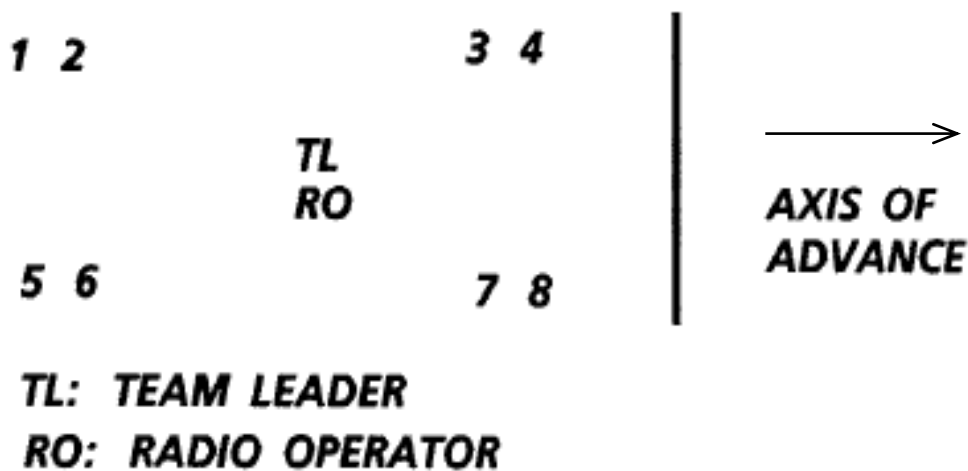 1 2
3 4
TL
RO
AXIS OF
ADVANCE
5 6
7 8
TL: TEAM LEADER
RO: RADIO OPERATOR